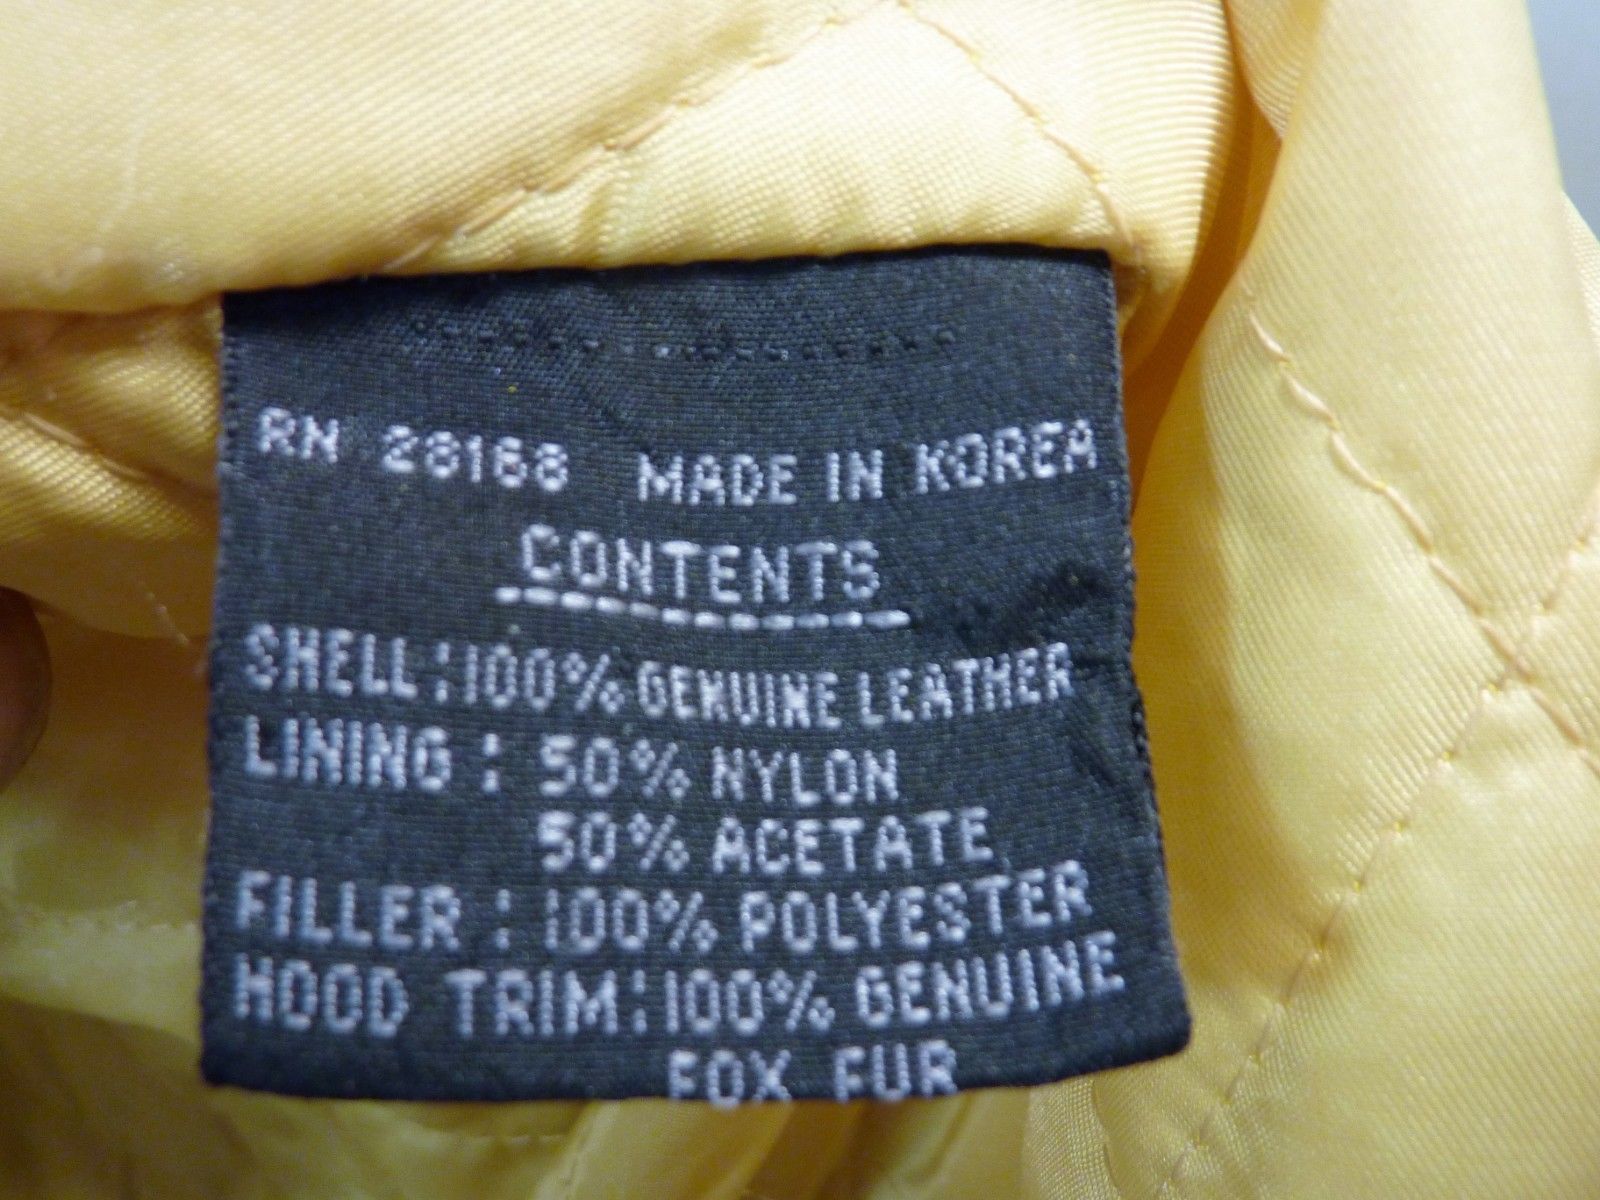 RN 28168 MADE IN KOREA
CONTENTS
SHELL:100% GENUINE LEATHER
LINING : 50% NYLON
50% ACETATE
FILLER : 100% POLYESTER
HOOD TRIM:100% GENUINE
FOX FUR